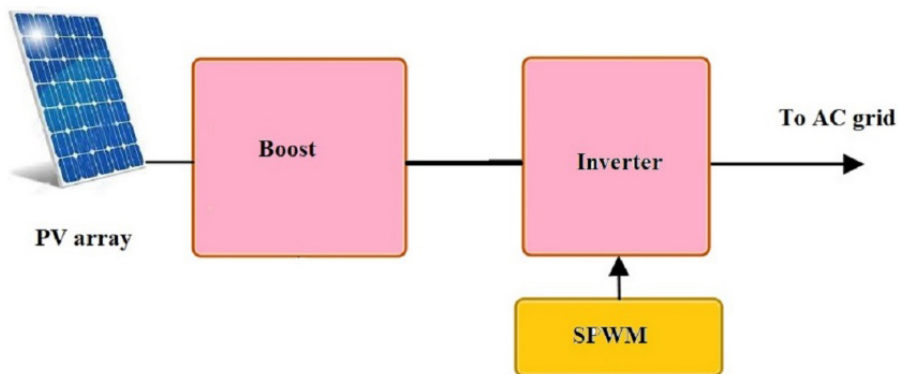 To AC grid
Boost
Inverter
PV array
SPWM